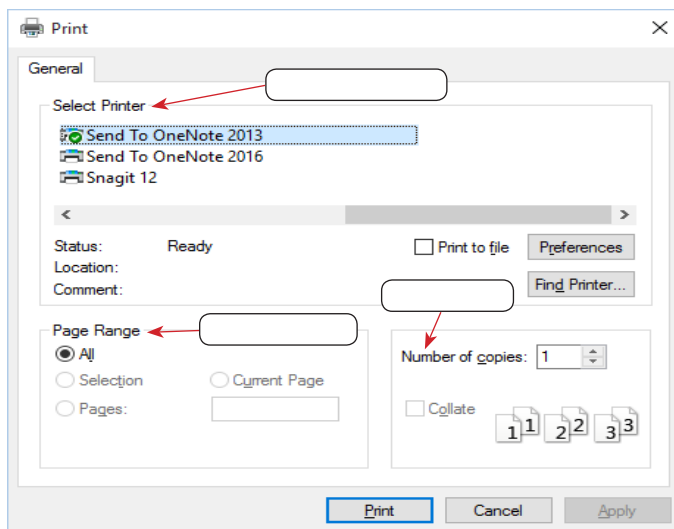 Print
General
Select Printer
Send To OneNote 2013
Send To OneNote 2016
Snagit 12
Status: Ready
Print to file
Preferences
Location:
Comment:
Find Printer...
Page Range
All
Selection
Current Page
Pages:
Number of copies: 1
Collate
1 1 2 2 3 3
Print
Cancel
Apply